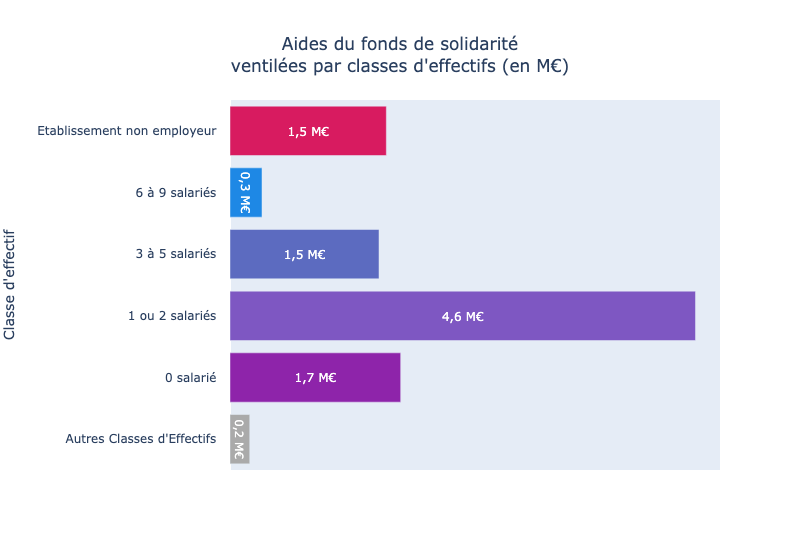 Aides du fonds de solidarité
ventilées par classes d'effectifs (en M€)
Classe d'effectif
Etablissement non employeur
1,5 M€
6 à 9 salariés
0,3 M€
3 à 5 salariés
1,5 M€
1 ou 2 salariés
4,6 M€
0 salarié
1,7 M€
Autres Classes d'Effectifs
0,2 M€